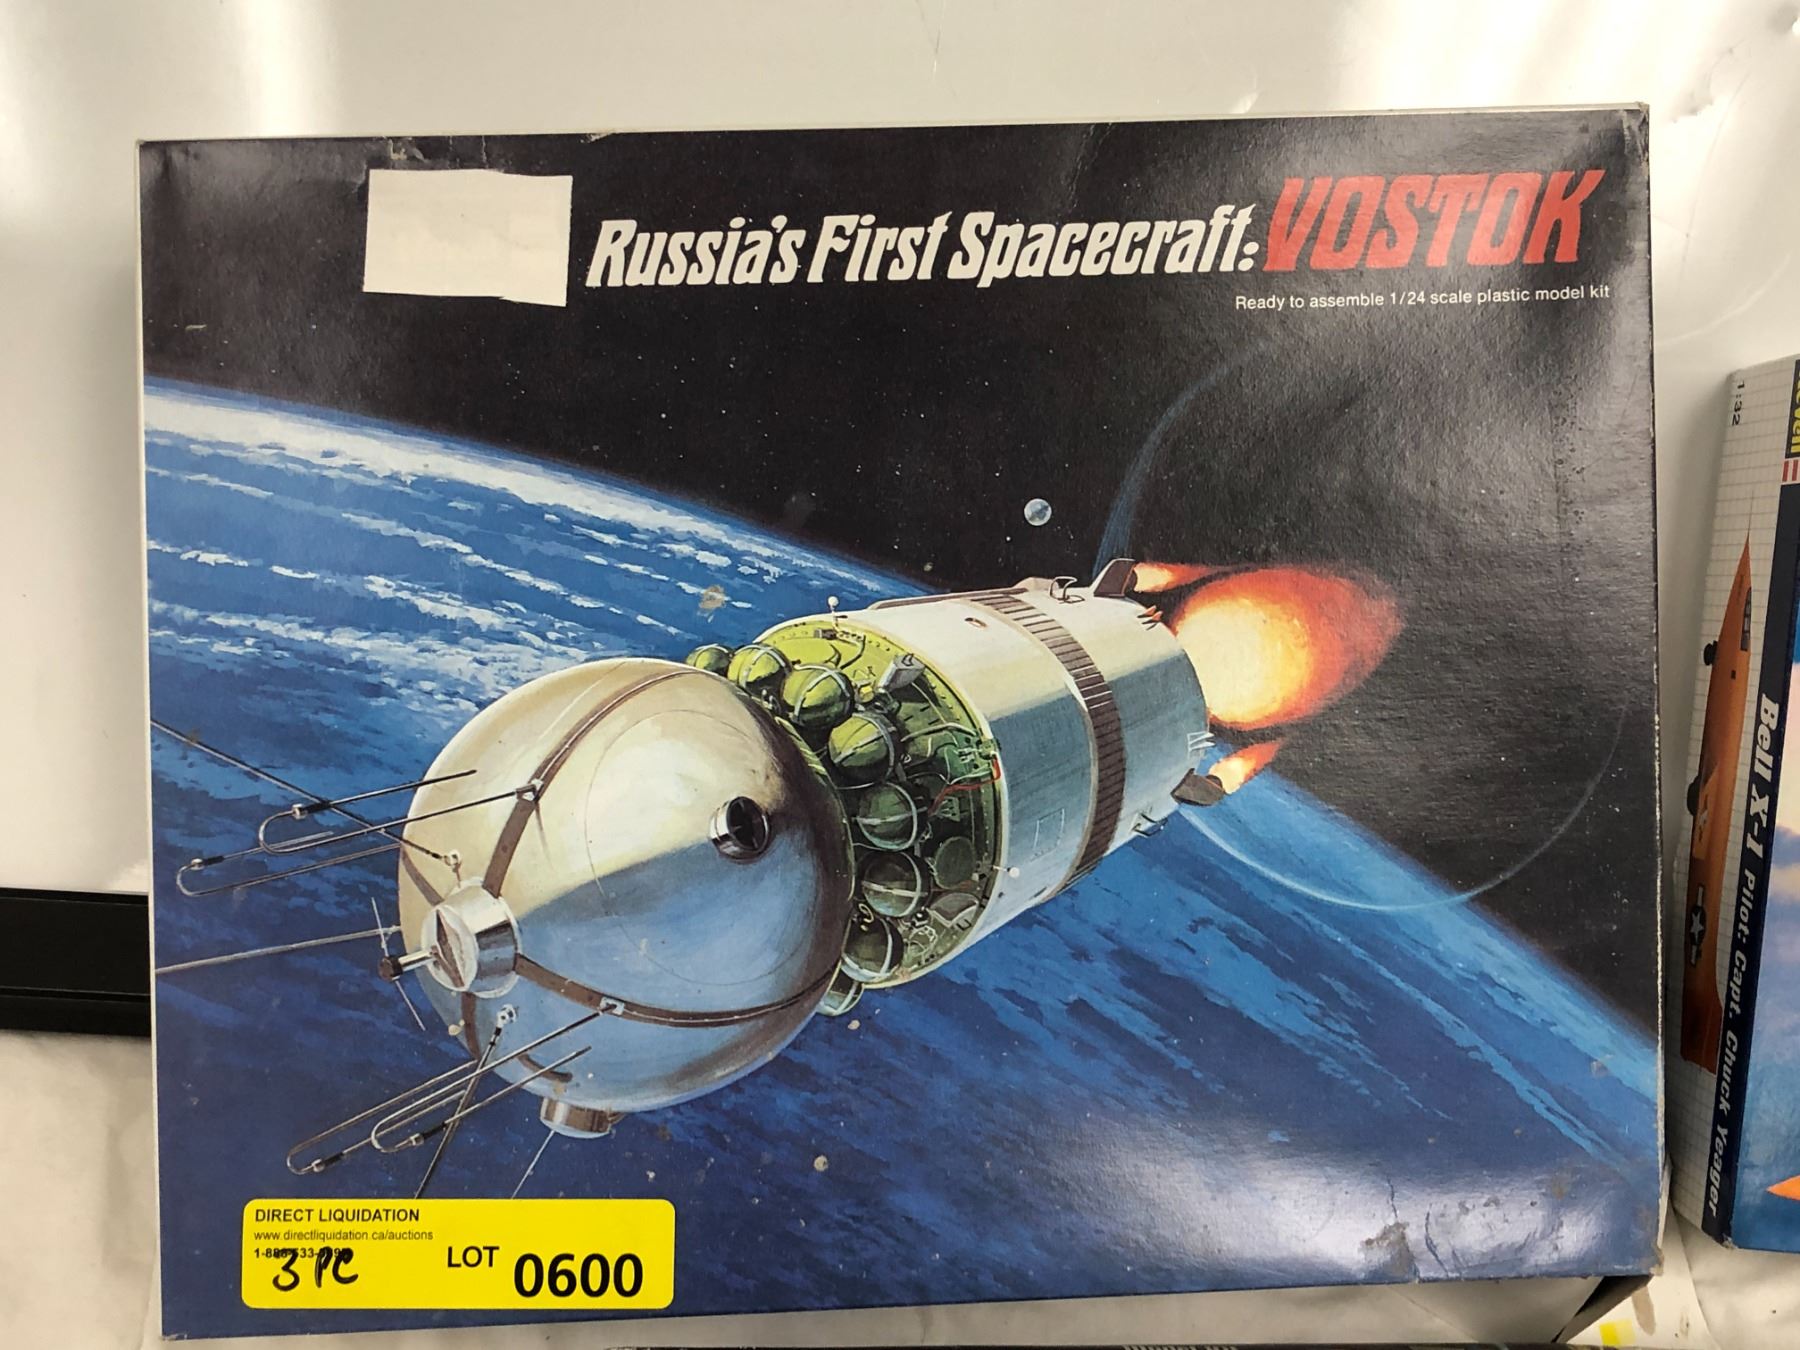 Russia's First Spacecraft: VOSTOK
Ready to assemble 1/24 scale plastic model kit
DIRECT LIQUIDATION
www.directliquidation.ca/auctions
3 PC
LOT 0600
1:32
Revell
Bell X-1 Pilot: Capt. Chuck Yeager